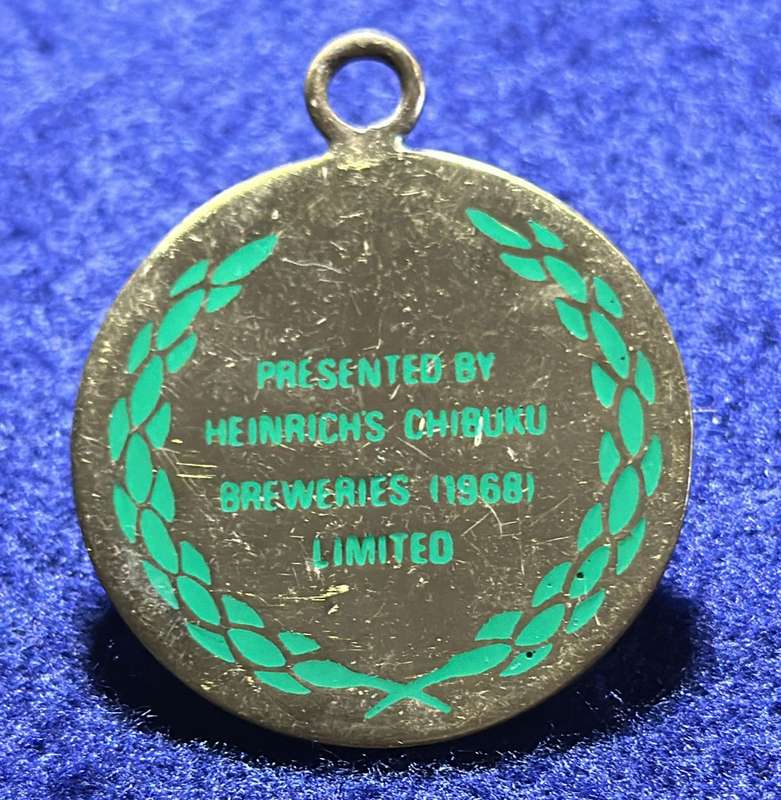 PRESENTED BY
HEINRICH'S CHIBUKU
BREWERIES (1968)
LIMITED